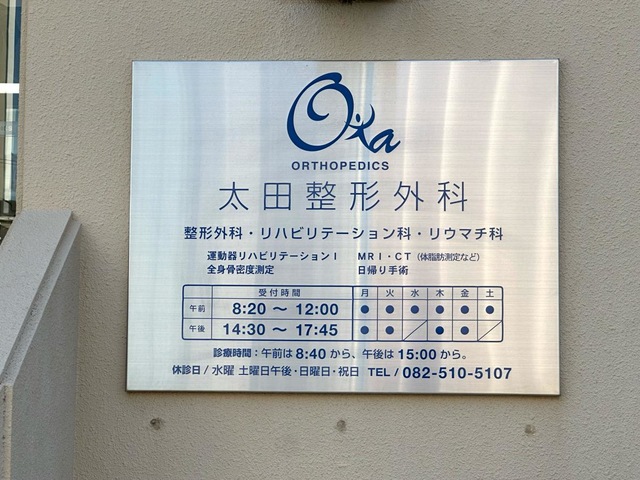 Ota
ORTHOPEDICS
太田整形外科
整形外科・リハビリテーション科・リウマチ科
運動器リハビリテーションⅠ MRI・CT（体脂肪測定など）
全身骨密度測定 日帰り手術
受付時間 月 火 水 木 金 土
午前 8:20 〜 12:00 ● ● ● ● ● ●
午後 14:30 〜 17:45 ● ● ／ ● ● ／
診療時間：午前は 8:40 から、午後は 15:00 から。
休診日 / 水曜 土曜日午後・日曜日・祝日 TEL / 082-510-5107